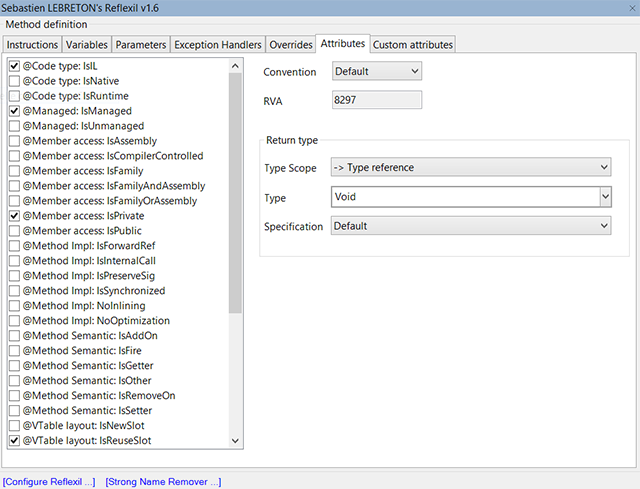 Sebastien LEBRETON's Reflexil v1.6
Method definition
Instructions Variables Parameters Exception Handlers Overrides Attributes Custom attributes
@Code type: IsIL
@Code type: IsNative
@Code type: IsRuntime
@Managed: IsManaged
@Managed: IsUnmanaged
@Member access: IsAssembly
@Member access: IsCompilerControlled
@Member access: IsFamily
@Member access: IsFamilyAndAssembly
@Member access: IsFamilyOrAssembly
@Member access: IsPrivate
@Member access: IsPublic
@Method Impl: IsForwardRef
@Method Impl: IsInternalCall
@Method Impl: IsPreserveSig
@Method Impl: IsSynchronized
@Method Impl: NoInlining
@Method Impl: NoOptimization
@Method Semantic: IsAddOn
@Method Semantic: IsFire
@Method Semantic: IsGetter
@Method Semantic: IsOther
@Method Semantic: IsRemoveOn
@Method Semantic: IsSetter
@VTable layout: IsNewSlot
@VTable layout: IsReuseSlot
Convention Default
RVA 8297
Return type
Type Scope -> Type reference
Type Void
Specification Default
[Configure Reflexil ...] [Strong Name Remover ...]